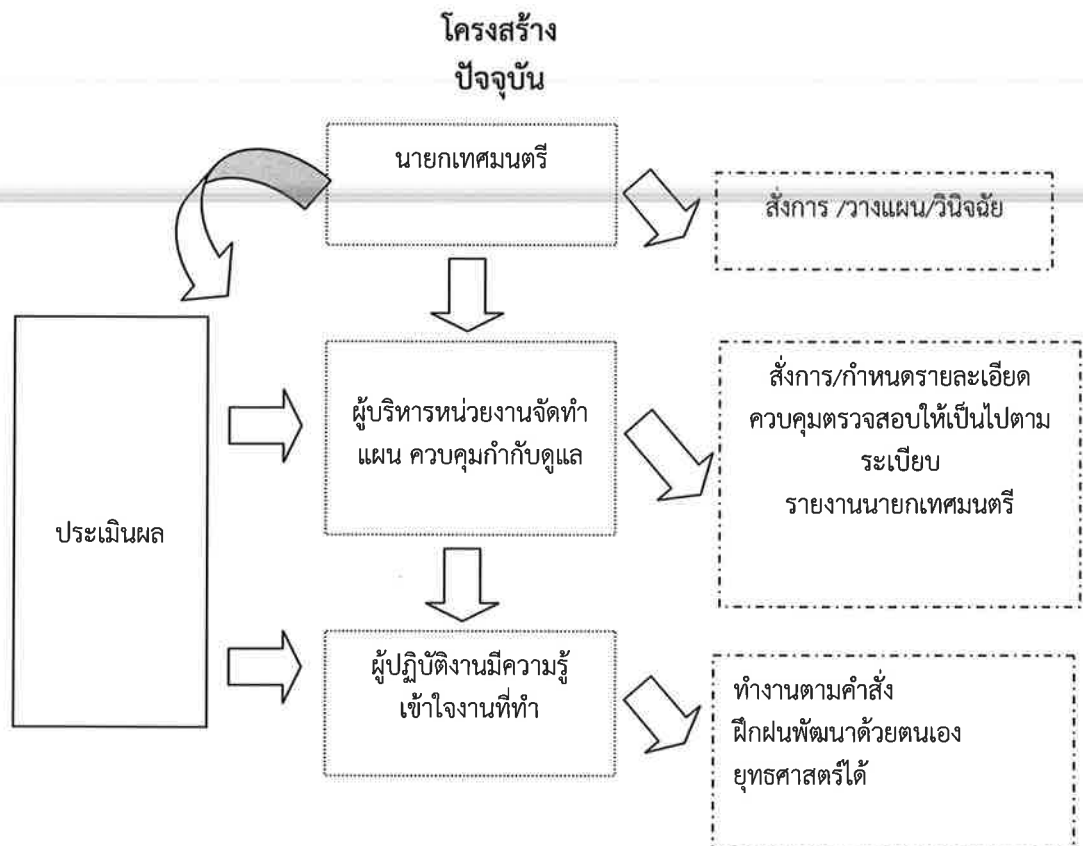 โครงสร้าง
ปัจจุบัน
นายกเทศมนตรี
สั่งการ /วางแผน/วินิจฉัย
ผู้บริหารหน่วยงานจัดทำ
แผน ควบคุมกำกับดูแล
สั่งการ/กำหนดรายละเอียด
ควบคุมตรวจสอบให้เป็นไปตาม
ระเบียบ
รายงานนายกเทศมนตรี
ประเมินผล
ผู้ปฏิบัติงานมีความรู้
เข้าใจงานที่ทำ
ทำงานตามคำสั่ง
ฝึกฝนพัฒนาด้วยตนเอง
ยุทธศาสตร์ได้